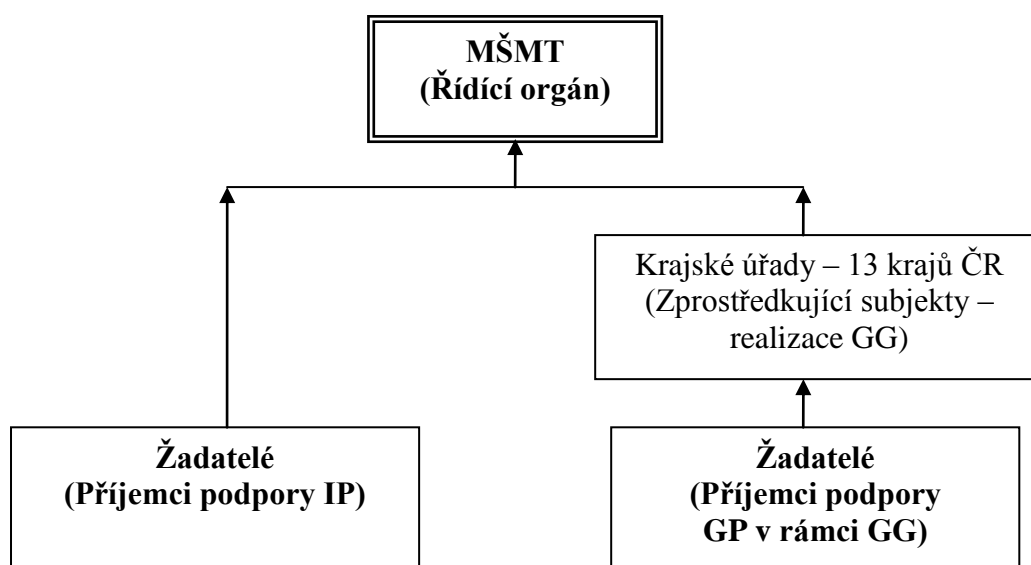 MŠMT
(Řídící orgán)
Krajské úřady – 13 krajů ČR
(Zprostředkující subjekty –
realizace GG)
Žadatelé
(Příjemci podpory IP)
Žadatelé
(Příjemci podpory
GP v rámci GG)